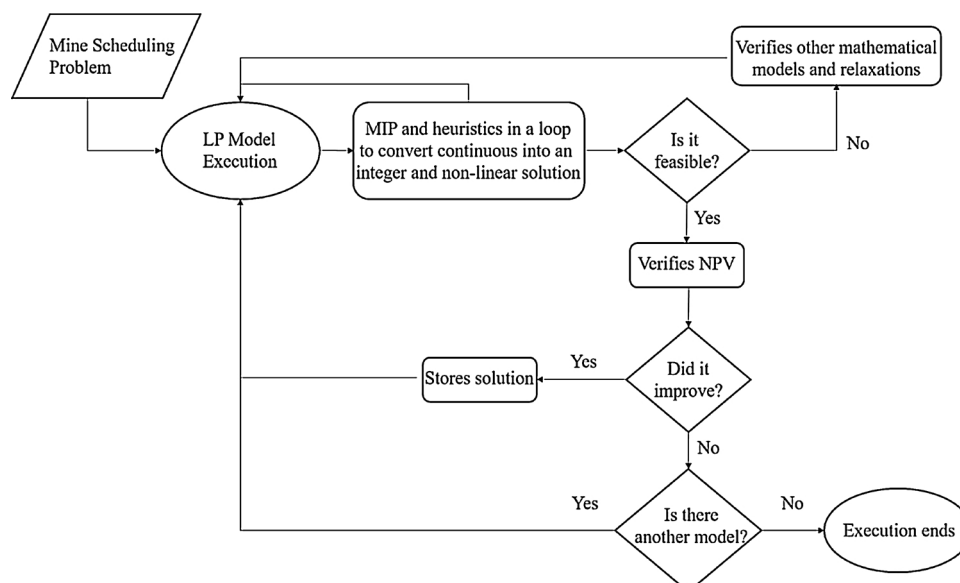 Mine Scheduling
Problem
Verifies other mathematical
models and relaxations
LP Model
Execution
MIP and heuristics in a loop
to convert continuous into an
integer and non-linear solution
Is it
feasible?
No
Yes
Verifies NPV
Did it
improve?
Yes
Stores solution
No
Is there
another model?
Yes
No
Execution ends